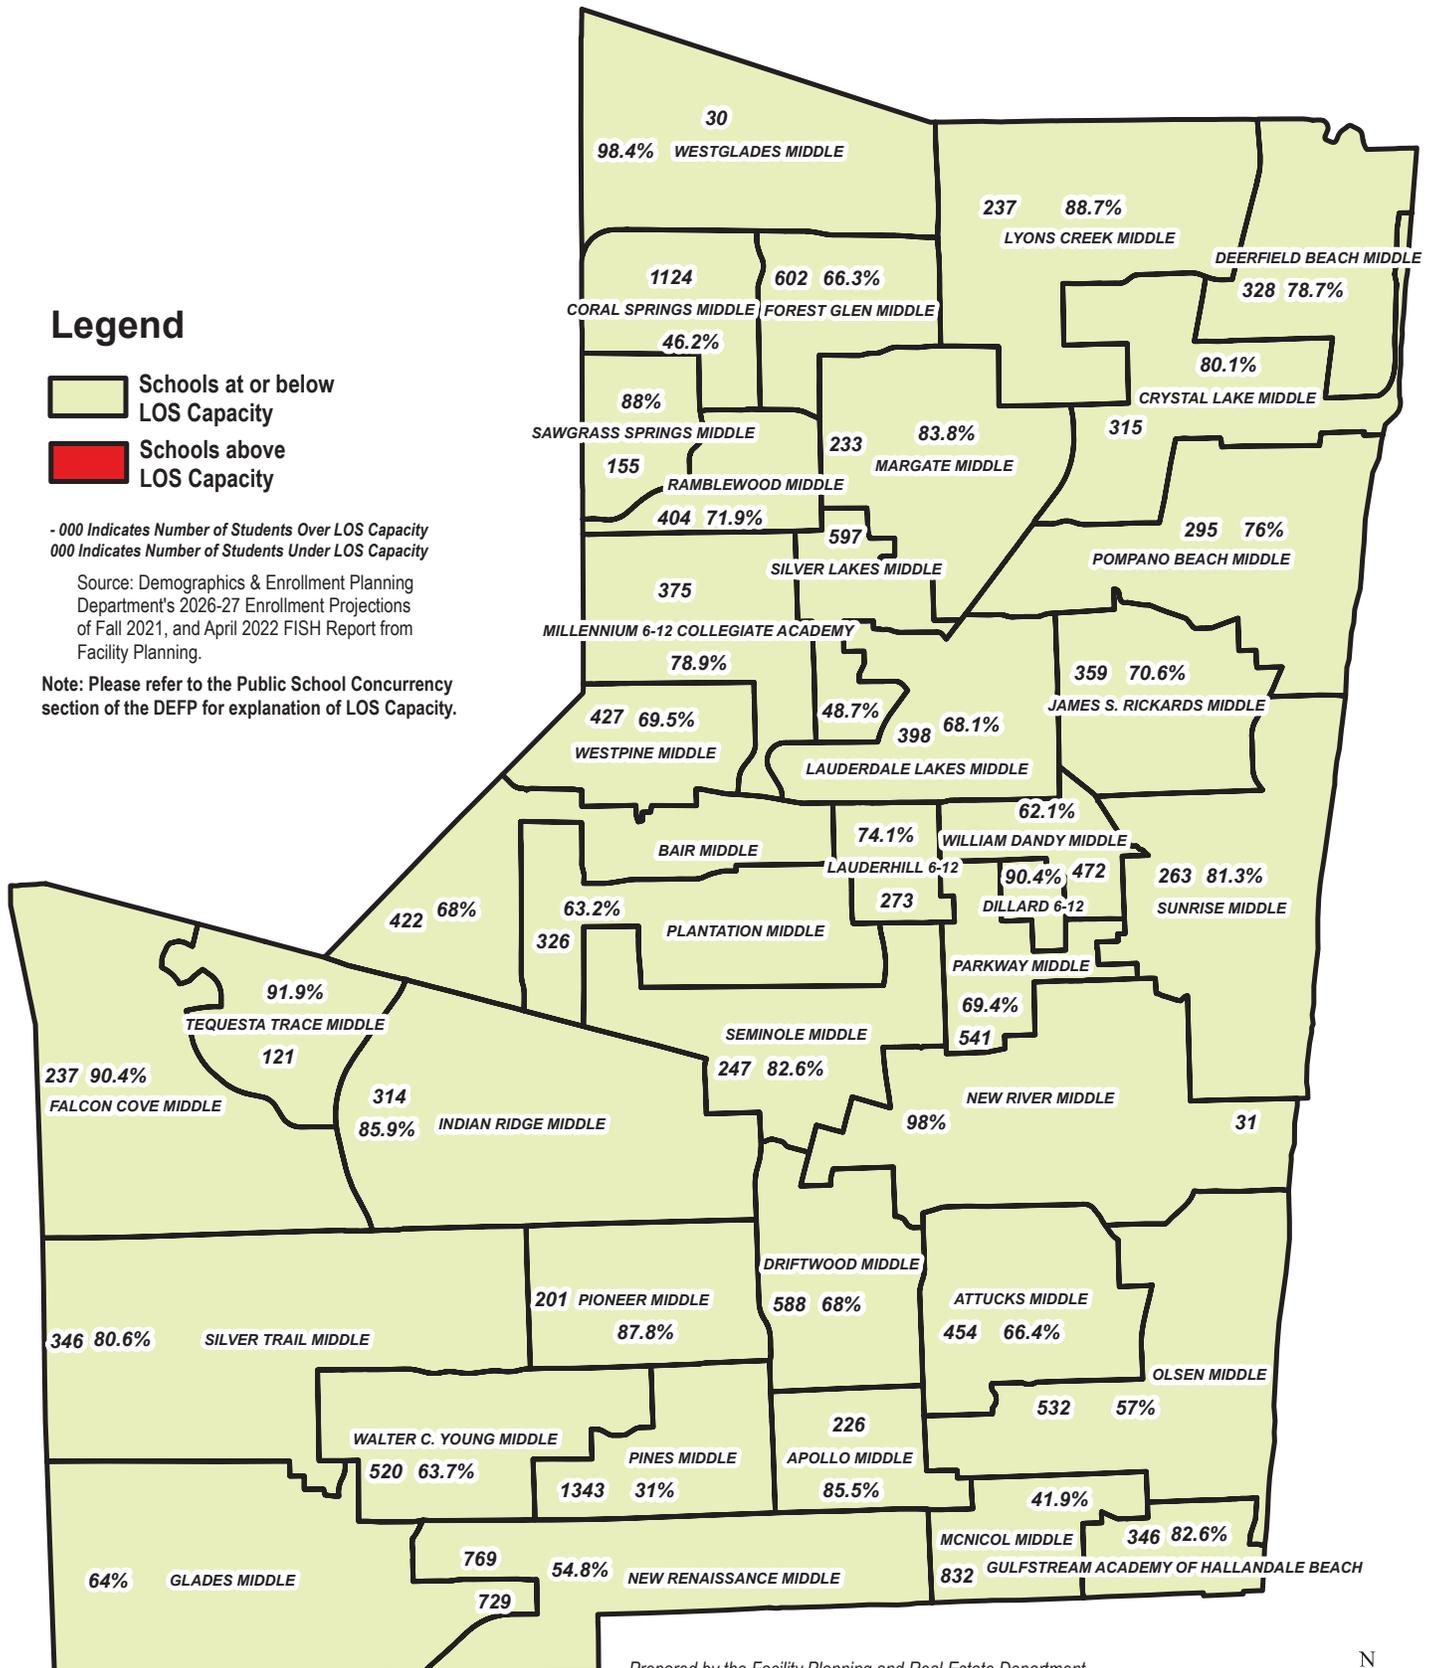 30
98.4% WESTGLADES MIDDLE
237 88.7%
LYONS CREEK MIDDLE
DEERFIELD BEACH MIDDLE
328 78.7%
1124
CORAL SPRINGS MIDDLE
46.2%
602 66.3%
FOREST GLEN MIDDLE
Legend
Schools at or below
LOS Capacity
Schools above
LOS Capacity
- 000 Indicates Number of Students Over LOS Capacity
000 Indicates Number of Students Under LOS Capacity
Source: Demographics & Enrollment Planning
Department's 2026-27 Enrollment Projections
of Fall 2021, and April 2022 FISH Report from
Facility Planning.
Note: Please refer to the Public School Concurrency
section of the DEFP for explanation of LOS Capacity.
80.1%
CRYSTAL LAKE MIDDLE
315
88%
SAWGRASS SPRINGS MIDDLE
155
233 83.8%
MARGATE MIDDLE
RAMBLEWOOD MIDDLE
404 71.9%
295 76%
POMPANO BEACH MIDDLE
597
SILVER LAKES MIDDLE
48.7%
375
MILLENNIUM 6-12 COLLEGIATE ACADEMY
78.9%
359 70.6%
JAMES S. RICKARDS MIDDLE
427 69.5%
WESTPINE MIDDLE
398 68.1%
LAUDERDALE LAKES MIDDLE
62.1%
WILLIAM DANDY MIDDLE
472
74.1%
LAUDERHILL 6-12
273
BAIR MIDDLE
422 68%
90.4%
DILLARD 6-12
263 81.3%
SUNRISE MIDDLE
63.2%
326
PLANTATION MIDDLE
PARKWAY MIDDLE
69.4%
541
91.9%
TEQUESTA TRACE MIDDLE
121
SEMINOLE MIDDLE
247 82.6%
237 90.4%
FALCON COVE MIDDLE
314
85.9% INDIAN RIDGE MIDDLE
NEW RIVER MIDDLE
98% 31
DRIFTWOOD MIDDLE
588 68%
201 PIONEER MIDDLE
87.8%
ATTUCKS MIDDLE
454 66.4%
346 80.6% SILVER TRAIL MIDDLE
OLSEN MIDDLE
532 57%
WALTER C. YOUNG MIDDLE
520 63.7%
PINES MIDDLE
1343 31%
226
APOLLO MIDDLE
85.5%
41.9%
MCNICOL MIDDLE
832
346 82.6%
GULFSTREAM ACADEMY OF HALLANDALE BEACH
769
54.8% NEW RENAISSANCE MIDDLE
64% GLADES MIDDLE
729
Prepared by the Facility Planning and Real Estate Department
N